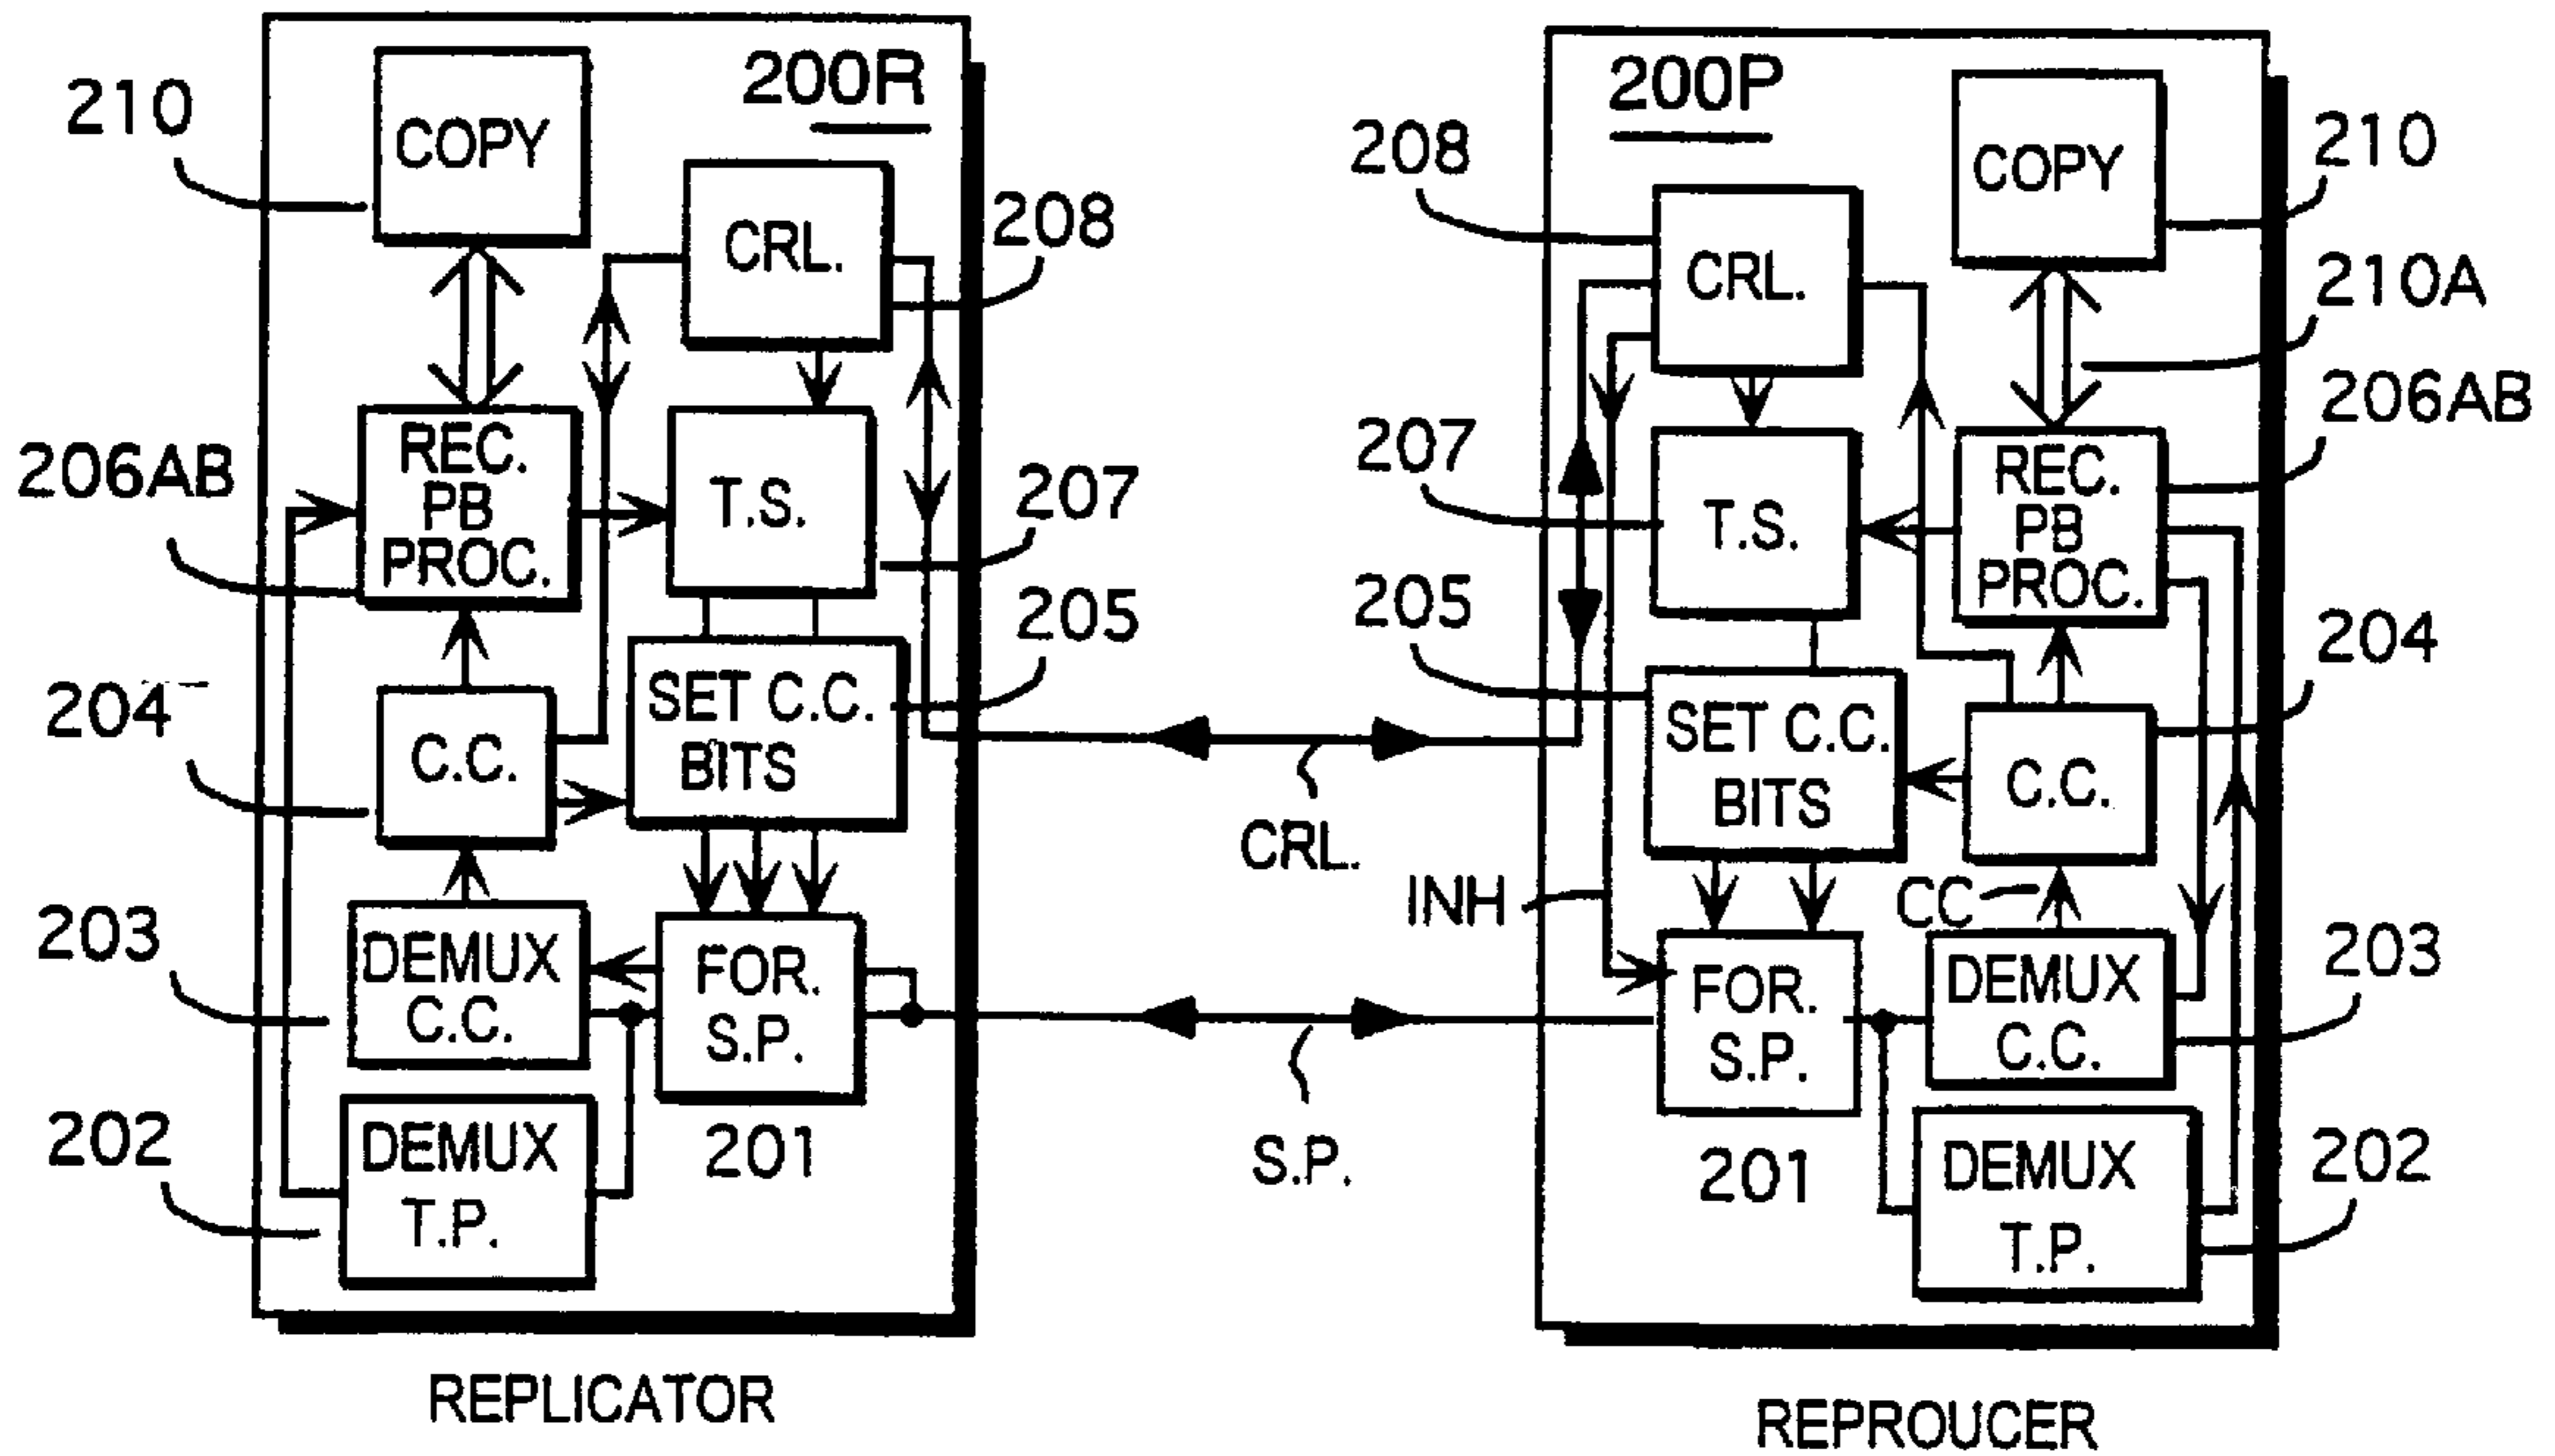 210
COPY
200R
CRL.
208
206AB
REC.
PB
PROC.
T.S.
207
205
204
C.C.
SET C.C.
BITS
203
DEMUX
C.C.
FOR.
S.P.
202
DEMUX
T.P.
201
REPLICATOR
CRL.
S.P.
200P
208
CRL.
COPY
210
210A
206AB
207
T.S.
REC.
PB
PROC.
205
SET C.C.
BITS
204
C.C.
INH
CC
FOR.
S.P.
DEMUX
C.C.
203
201
DEMUX
T.P.
202
REPROUCER